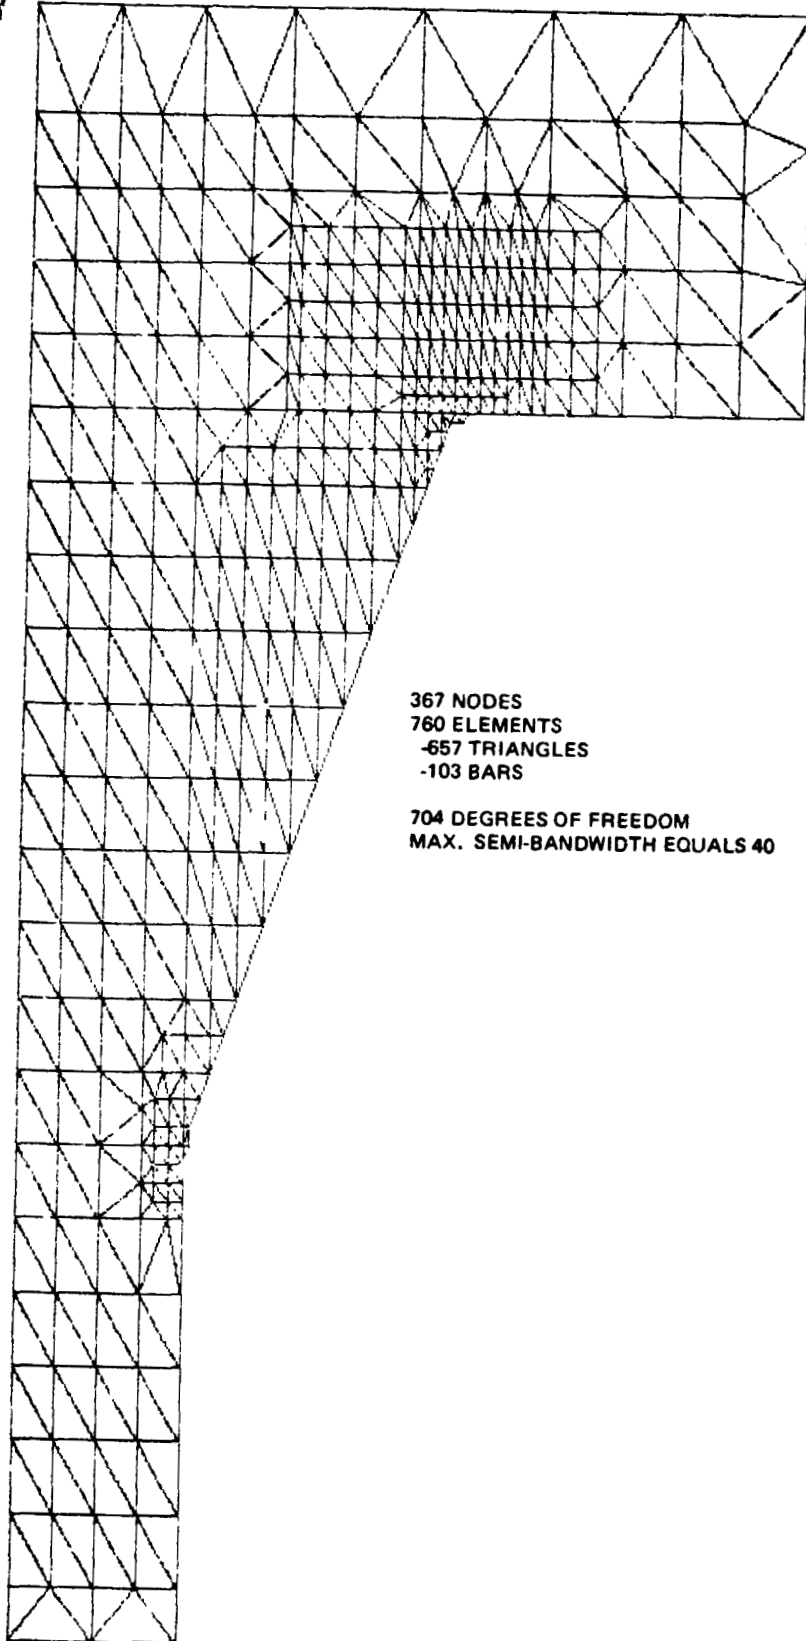 367 NODES
760 ELEMENTS
-657 TRIANGLES
-103 BARS
704 DEGREES OF FREEDOM
MAX. SEMI-BANDWIDTH EQUALS 40